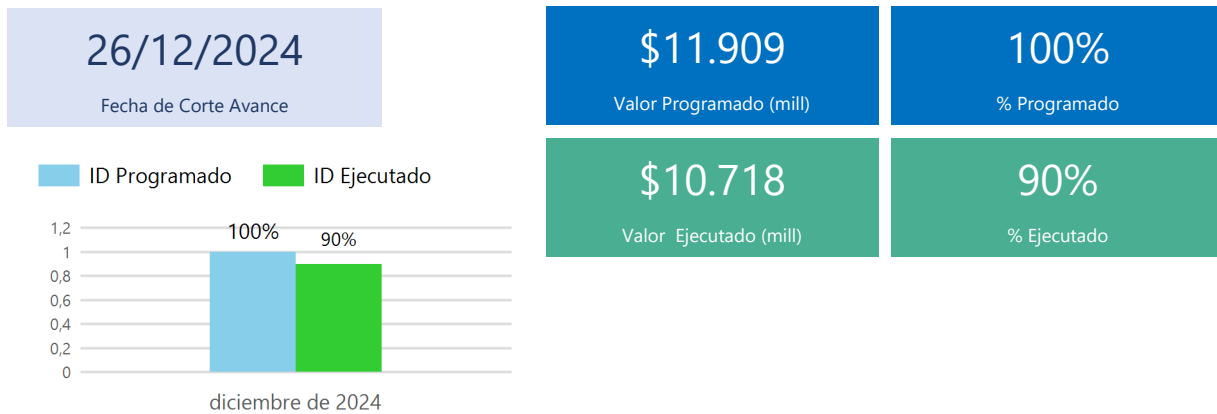 26/12/2024
Fecha de Corte Avance
$11.909
Valor Programado (mill)
100%
% Programado
$10.718
Valor  Ejecutado (mill)
90%
% Ejecutado
ID Programado
ID Ejecutado
1,2
1
0,8
0,6
0,4
0,2
0
100%
90%
diciembre de 2024